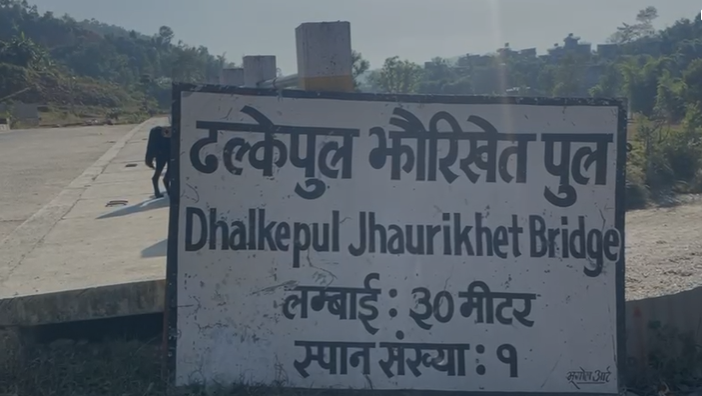 ढल्केपुल झौरिखेत पुल
Dhalkepul Jhaurikhet Bridge
लम्बाई : ३० मीटर
स्पान संख्या : १